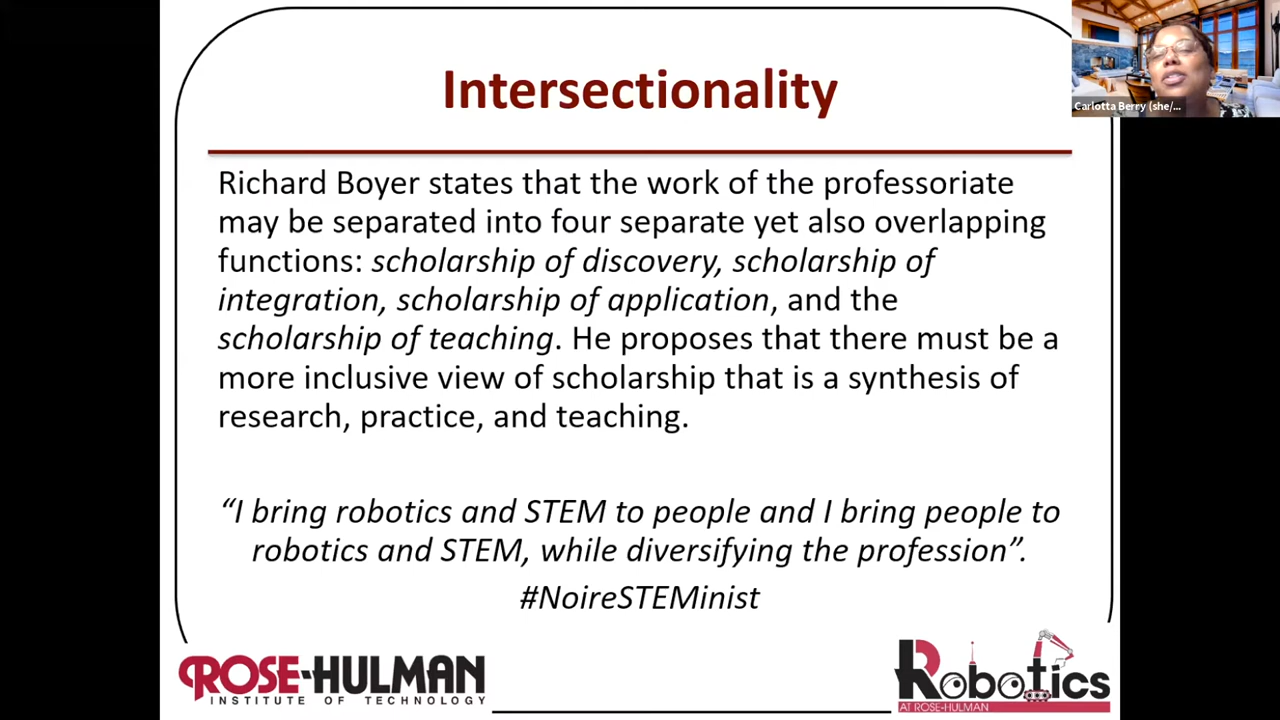 Intersectionality
Carlotta Berry (she/...
Richard Boyer states that the work of the professoriate
may be separated into four separate yet also overlapping
functions: scholarship of discovery, scholarship of
integration, scholarship of application, and the
scholarship of teaching. He proposes that there must be a
more inclusive view of scholarship that is a synthesis of
research, practice, and teaching.
“I bring robotics and STEM to people and I bring people to
robotics and STEM, while diversifying the profession”.
#NoireSTEMinist
ROSE-HULMAN
INSTITUTE OF TECHNOLOGY
Robotics
AT ROSE-HULMAN